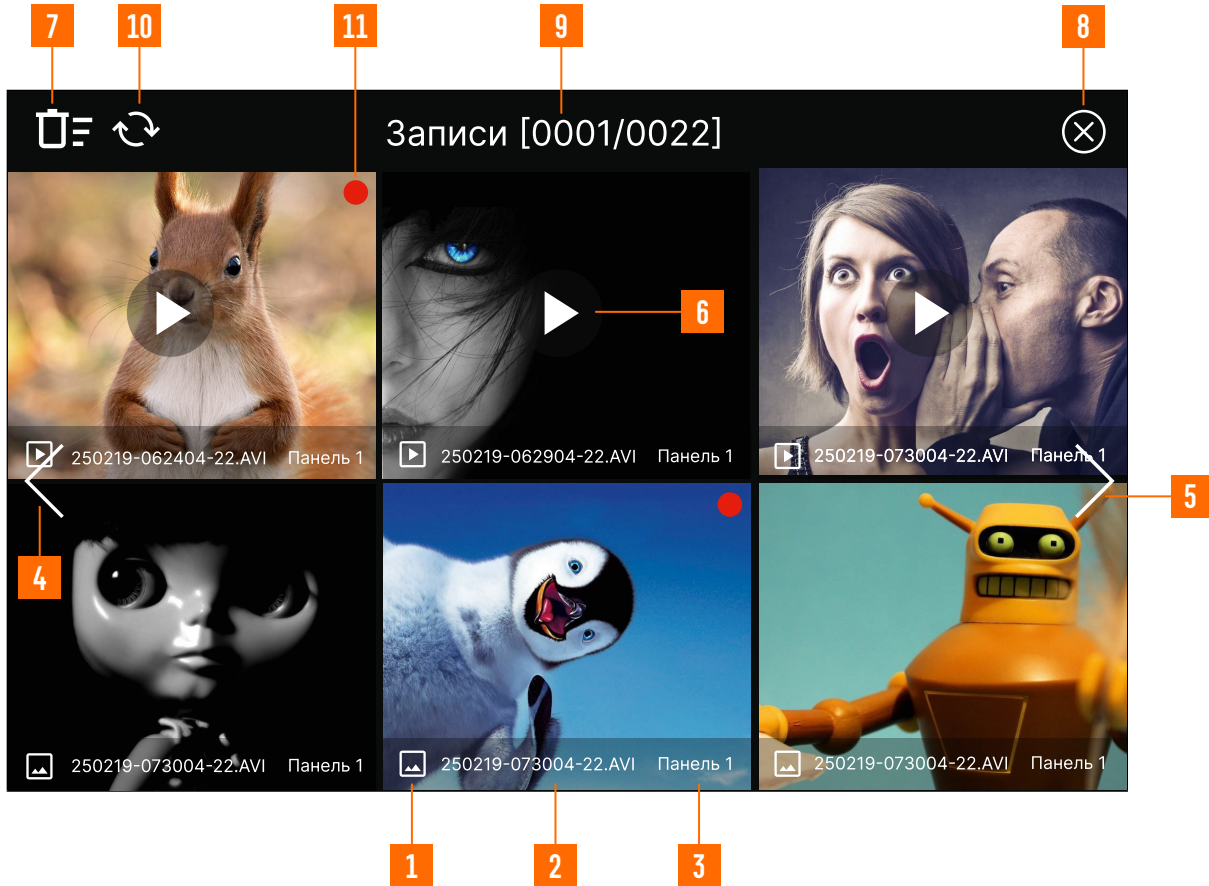 7 10 11 9 8
Записи [0001/0022]
6
250219-062404-22.AVI Панель 1
250219-062904-22.AVI Панель 1
250219-073004-22.AVI Панель 1
5
4
250219-073004-22.AVI Панель 1
250219-073004-22.AVI Панель 1
250219-073004-22.AVI Панель 1
1 2 3